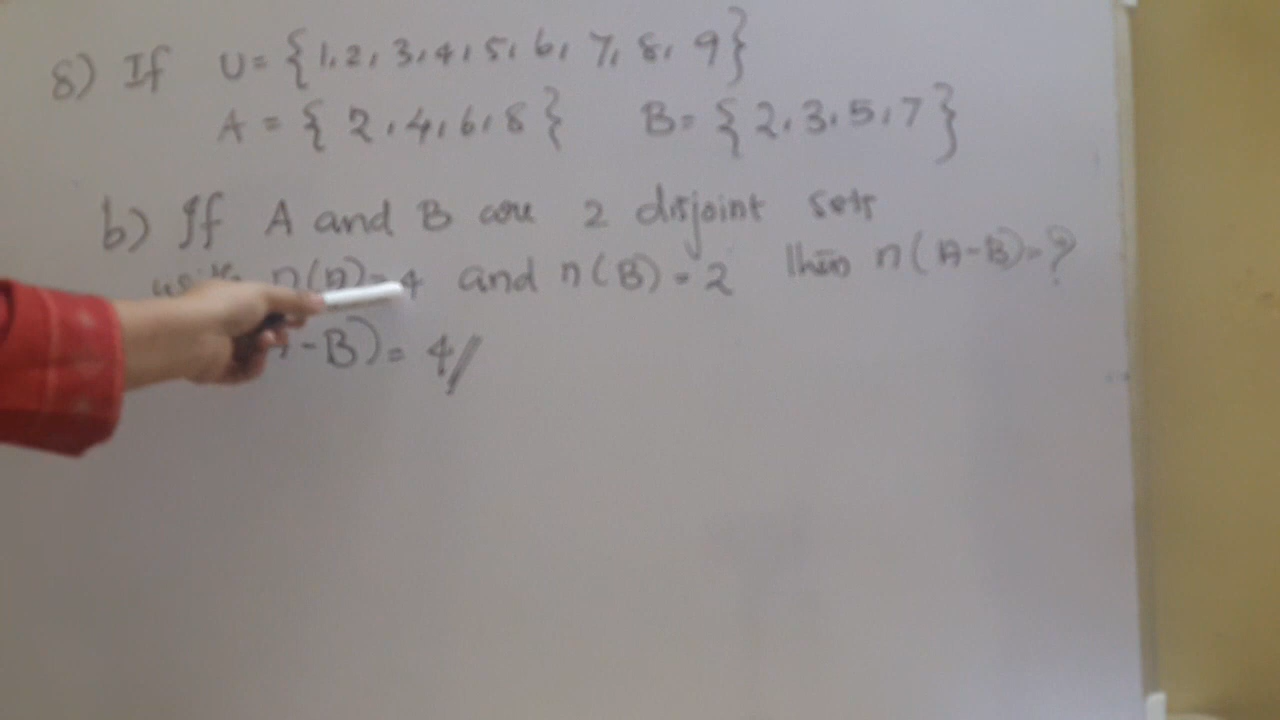 8) If U = {1, 2, 3, 4, 5, 6, 7, 8, 9}
A = { 2, 4, 6, 8 } B = { 2, 3, 5, 7 }
b) If A and B are 2 disjoint sets
n(A) = 4 and n(B) = 2 then n(A-B) = ?
-B) = 4//